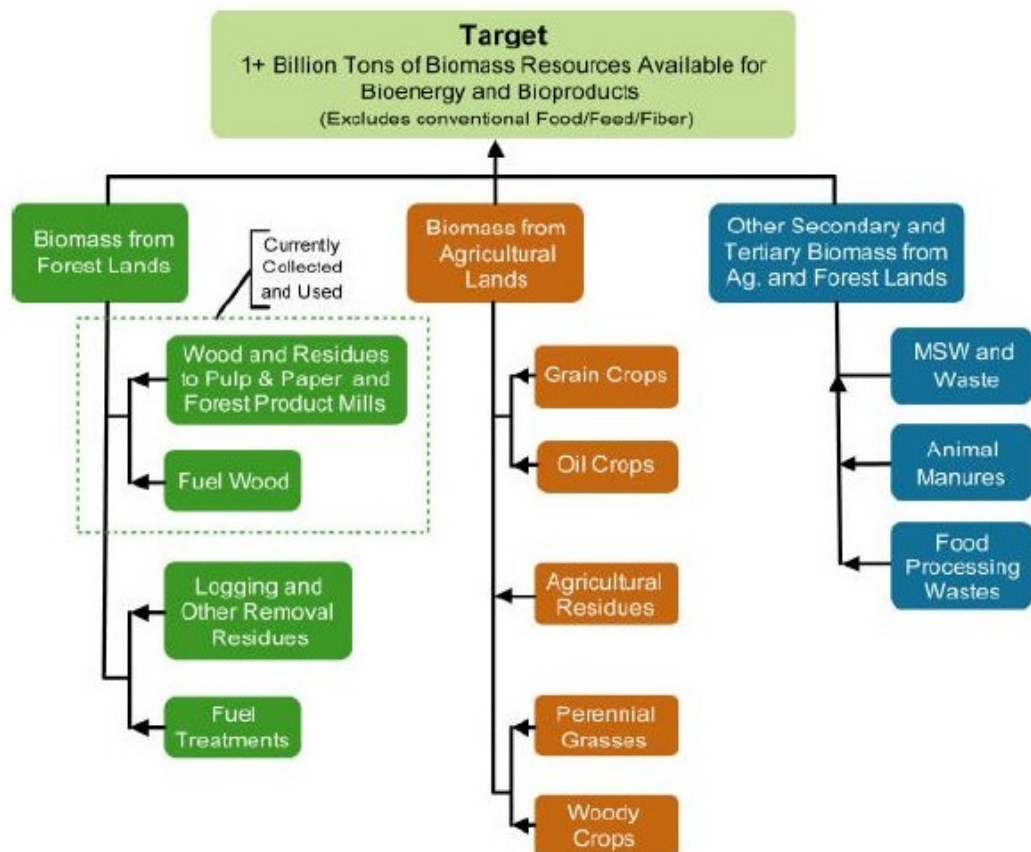 Target
1+ Billion Tons of Biomass Resources Available for
Bioenergy and Bioproducts
(Excludes conventional Food/Feed/Fiber)
Biomass from
Forest Lands
Currently
Collected
and Used
Wood and Residues
to Pulp & Paper and
Forest Product Mills
Fuel Wood
Logging and
Other Removal
Residues
Fuel
Treatments
Biomass from
Agricultural
Lands
Grain Crops
Oil Crops
Agricultural
Residues
Perennial
Grasses
Woody
Crops
Other Secondary and
Tertiary Biomass from
Ag. and Forest Lands
MSW and
Waste
Animal
Manures
Food
Processing
Wastes